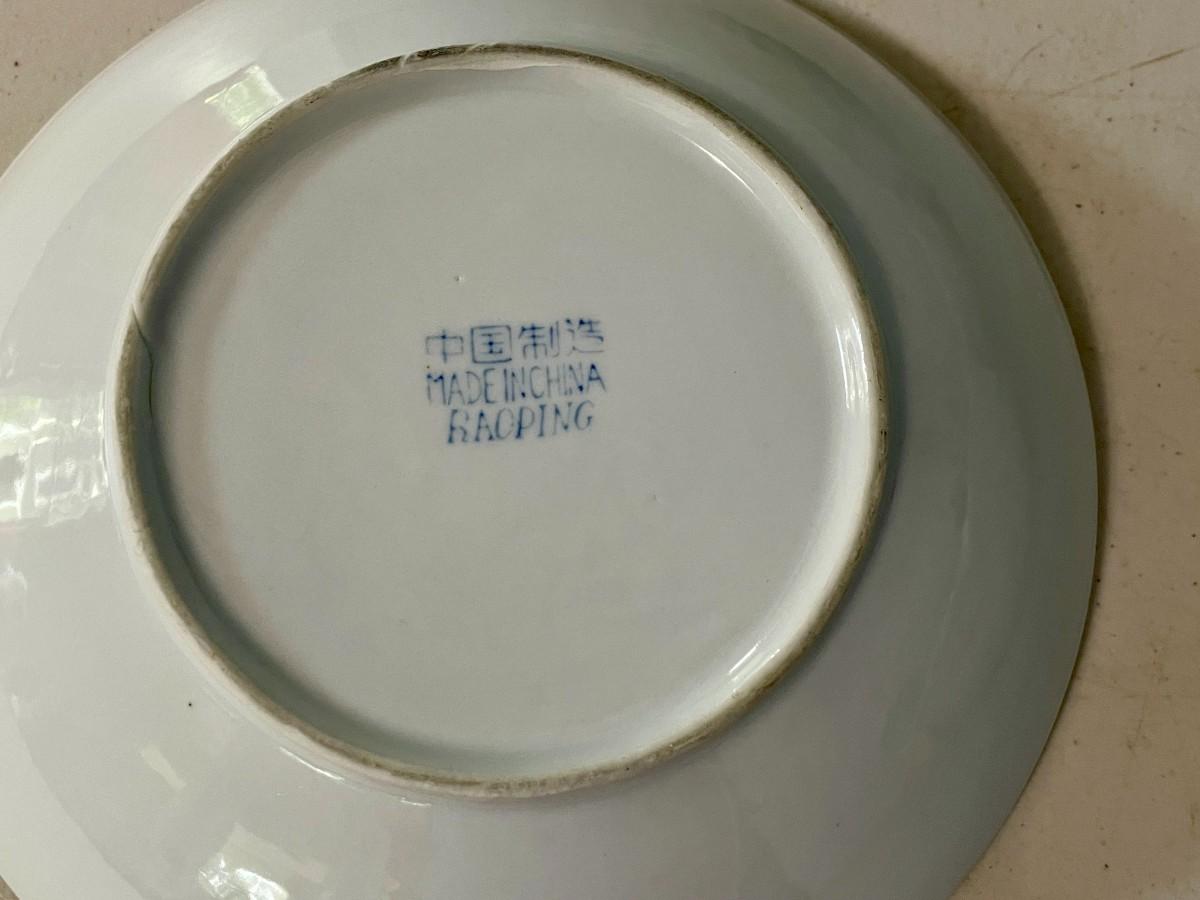 中国制造
MADE IN CHINA
RAOPING